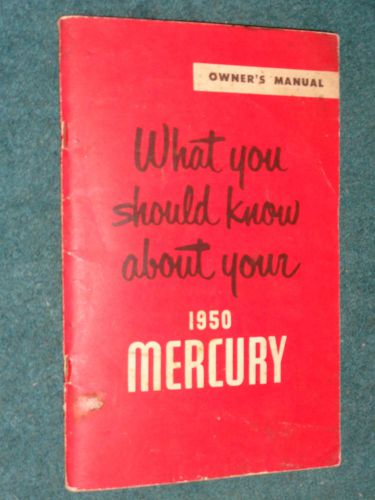 OWNER'S MANUAL
What you
should know
about your
1950
MERCURY